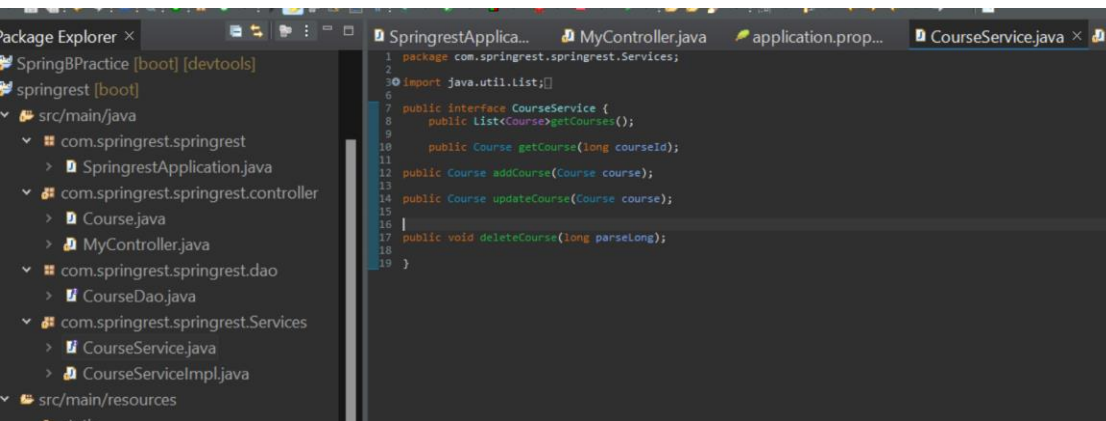 Package Explorer ×
SpringBPractice [boot] [devtools]
springrest [boot]
src/main/java
com.springrest.springrest
SpringrestApplication.java
com.springrest.springrest.controller
Course.java
MyController.java
com.springrest.springrest.dao
CourseDao.java
com.springrest.springrest.Services
CourseService.java
CourseServiceImpl.java
src/main/resources
SpringrestApplica... MyController.java application.prop... CourseService.java ×
1 package com.springrest.springrest.Services;
2
3 import java.util.List;
6
7 public interface CourseService {
8 public List<Course>getCourses();
9
10 public Course getCourse(long courseId);
11
12 public Course addCourse(Course course);
13
14 public Course updateCourse(Course course);
15
16
17 public void deleteCourse(long parseLong);
18
19 }